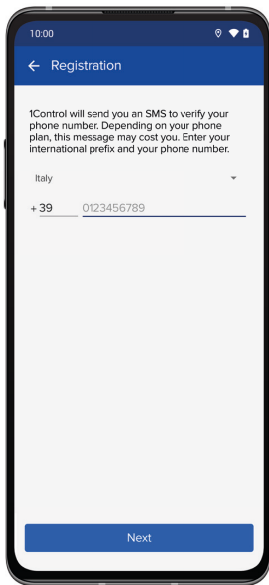 10:00
Registration
1Control will send you an SMS to verify your
phone number. Depending on your phone
plan, this message may cost you. Enter your
international prefix and your phone number.
Italy
+ 39 0123456789
Next